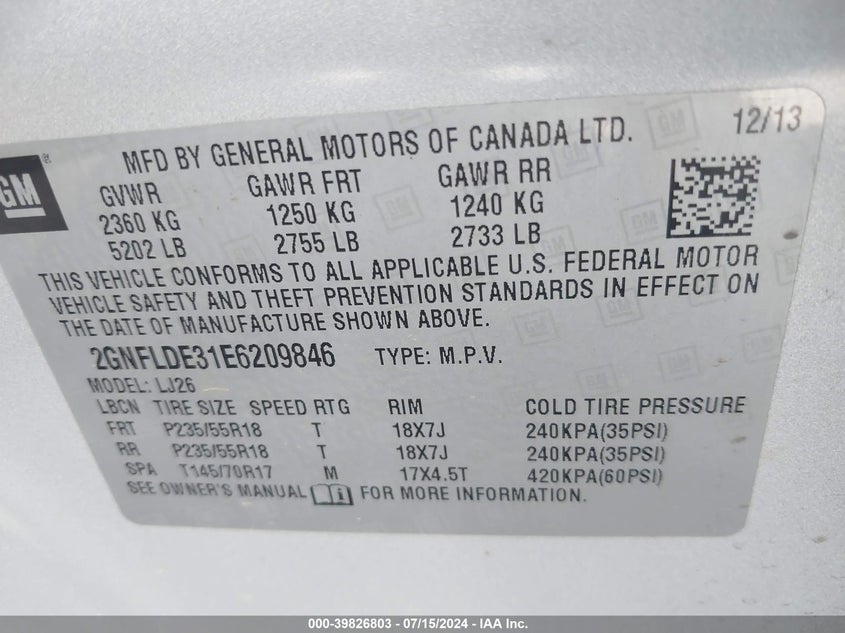 GM
MFD BY GENERAL MOTORS OF CANADA LTD. 12/13
GVWR GAWR FRT GAWR RR
2360 KG 1250 KG 1240 KG
5202 LB 2755 LB 2733 LB
THIS VEHICLE CONFORMS TO ALL APPLICABLE U.S. FEDERAL MOTOR
VEHICLE SAFETY AND THEFT PREVENTION STANDARDS IN EFFECT ON
THE DATE OF MANUFACTURE SHOWN ABOVE.
2GNFLDE31E6209846 TYPE: M.P.V.
MODEL: LJ26
LBCN TIRE SIZE SPEED RTG RIM COLD TIRE PRESSURE
FRT P235/55R18 T 18X7J 240KPA(35PSI)
RR P235/55R18 T 18X7J 240KPA(35PSI)
SPA T145/70R17 M 17X4.5T 420KPA(60PSI)
SEE OWNER'S MANUAL FOR MORE INFORMATION.
000-39826803 - 07/15/2024 - IAA Inc.